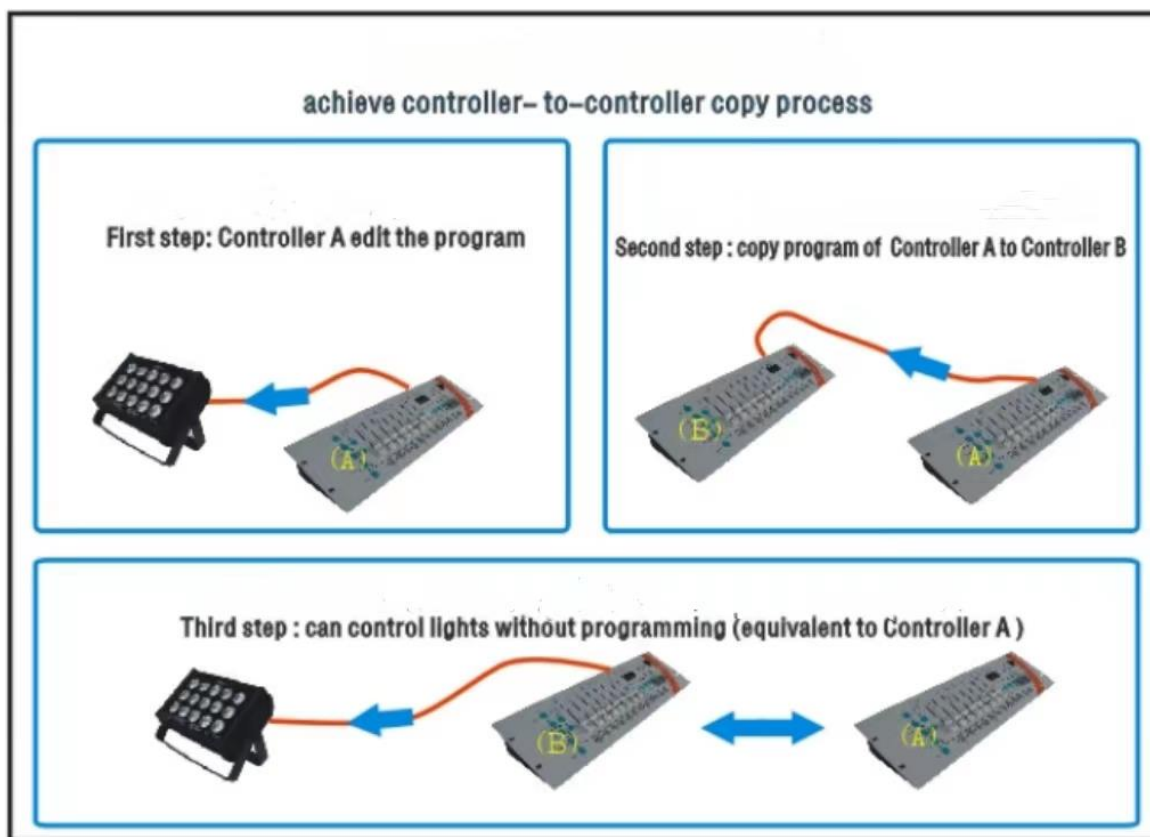 achieve controller– to–controller copy process
First step: Controller A edit the program
Second step : copy program of Controller A to Controller B
(A)
(B)
(A)
Third step : can control lights without programming (equivalent to Controller A )
(B)
(A)